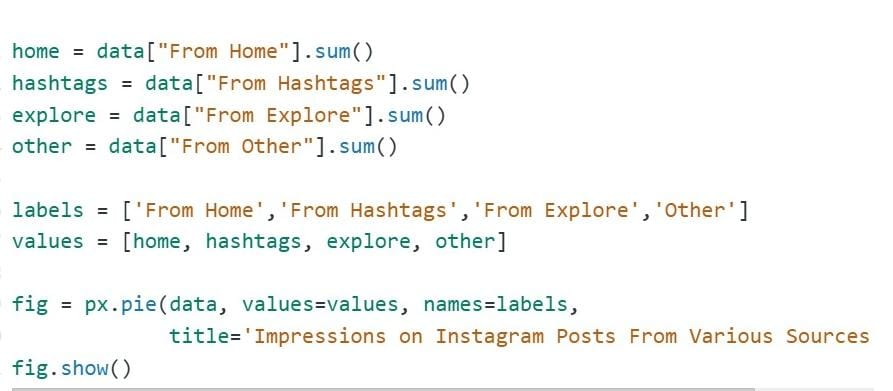 home = data["From Home"].sum()
hashtags = data["From Hashtags"].sum()
explore = data["From Explore"].sum()
other = data["From Other"].sum()
labels = ['From Home','From Hashtags','From Explore','Other']
values = [home, hashtags, explore, other]
fig = px.pie(data, values=values, names=labels,
title='Impressions on Instagram Posts From Various Sources
fig.show()